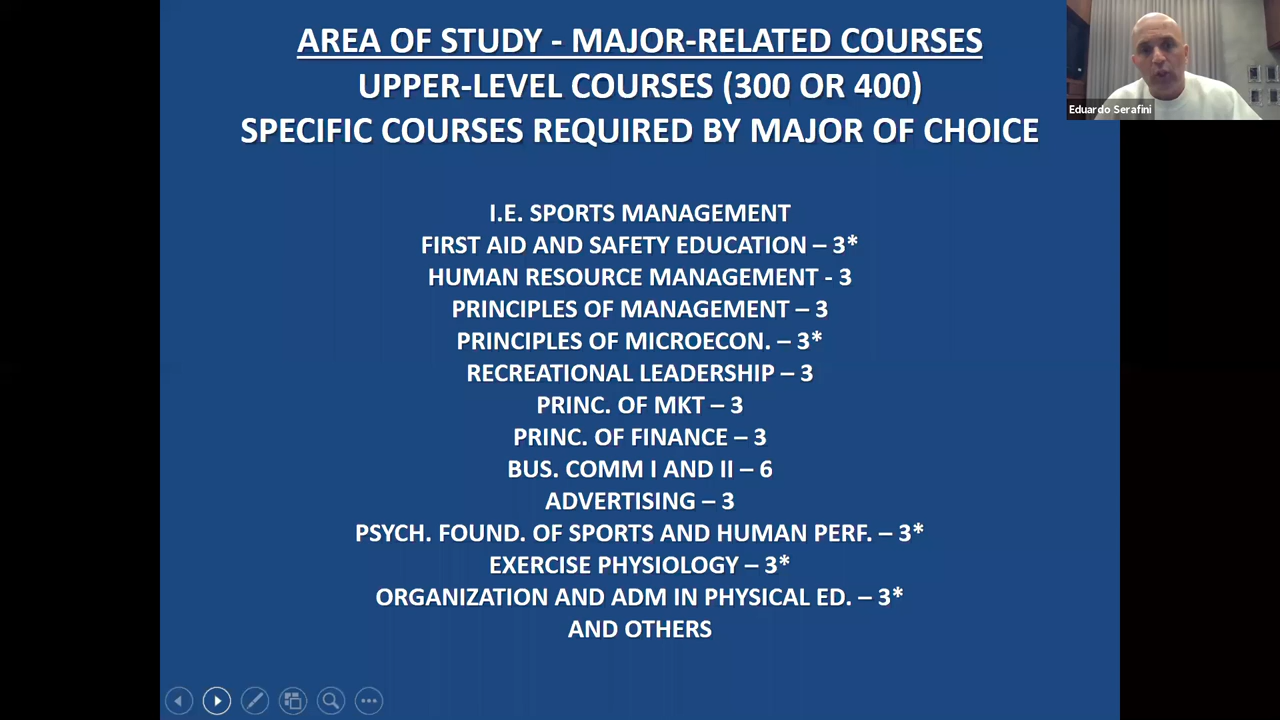 AREA OF STUDY - MAJOR-RELATED COURSES
UPPER-LEVEL COURSES (300 OR 400)
SPECIFIC COURSES REQUIRED BY MAJOR OF CHOICE
Eduardo Serafini
I.E. SPORTS MANAGEMENT
FIRST AID AND SAFETY EDUCATION – 3*
HUMAN RESOURCE MANAGEMENT - 3
PRINCIPLES OF MANAGEMENT – 3
PRINCIPLES OF MICROECON. – 3*
RECREATIONAL LEADERSHIP – 3
PRINC. OF MKT – 3
PRINC. OF FINANCE – 3
BUS. COMM I AND II – 6
ADVERTISING – 3
PSYCH. FOUND. OF SPORTS AND HUMAN PERF. – 3*
EXERCISE PHYSIOLOGY – 3*
ORGANIZATION AND ADM IN PHYSICAL ED. – 3*
AND OTHERS